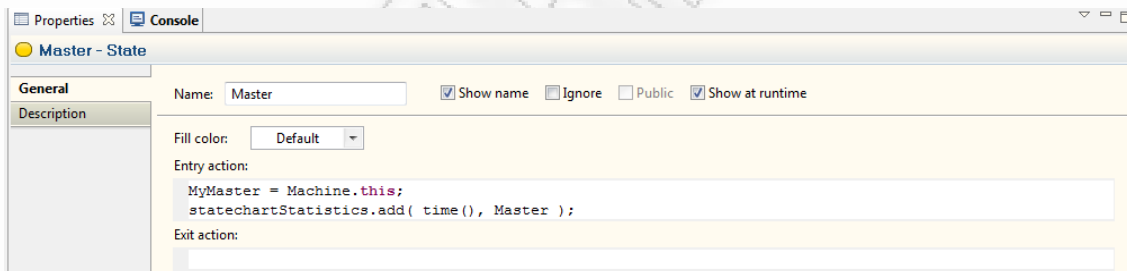 Properties Console
Master - State
General
Name: Master Show name Ignore Public Show at runtime
Description
Fill color: Default
Entry action:
MyMaster = Machine.this;
statechartStatistics.add( time(), Master );
Exit action: